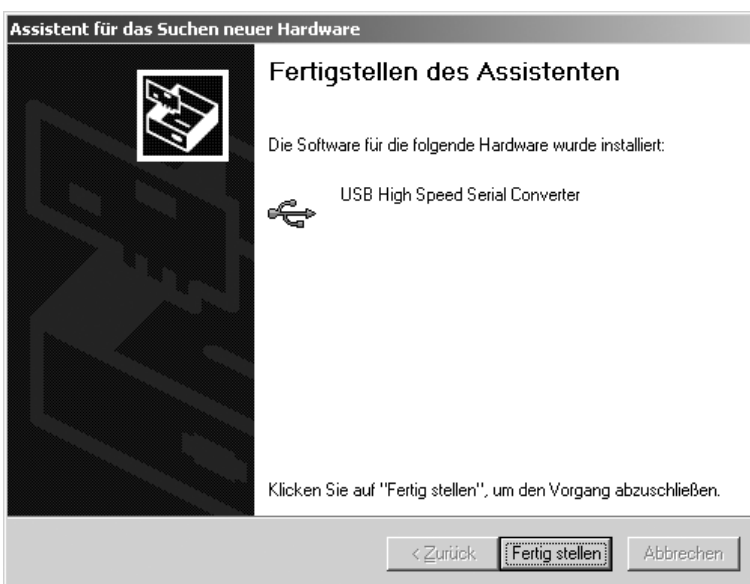 Assistent für das Suchen neuer Hardware
Fertigstellen des Assistenten
Die Software für die folgende Hardware wurde installiert:
USB High Speed Serial Converter
Klicken Sie auf "Fertig stellen", um den Vorgang abzuschließen.
< Zurück Fertig stellen Abbrechen